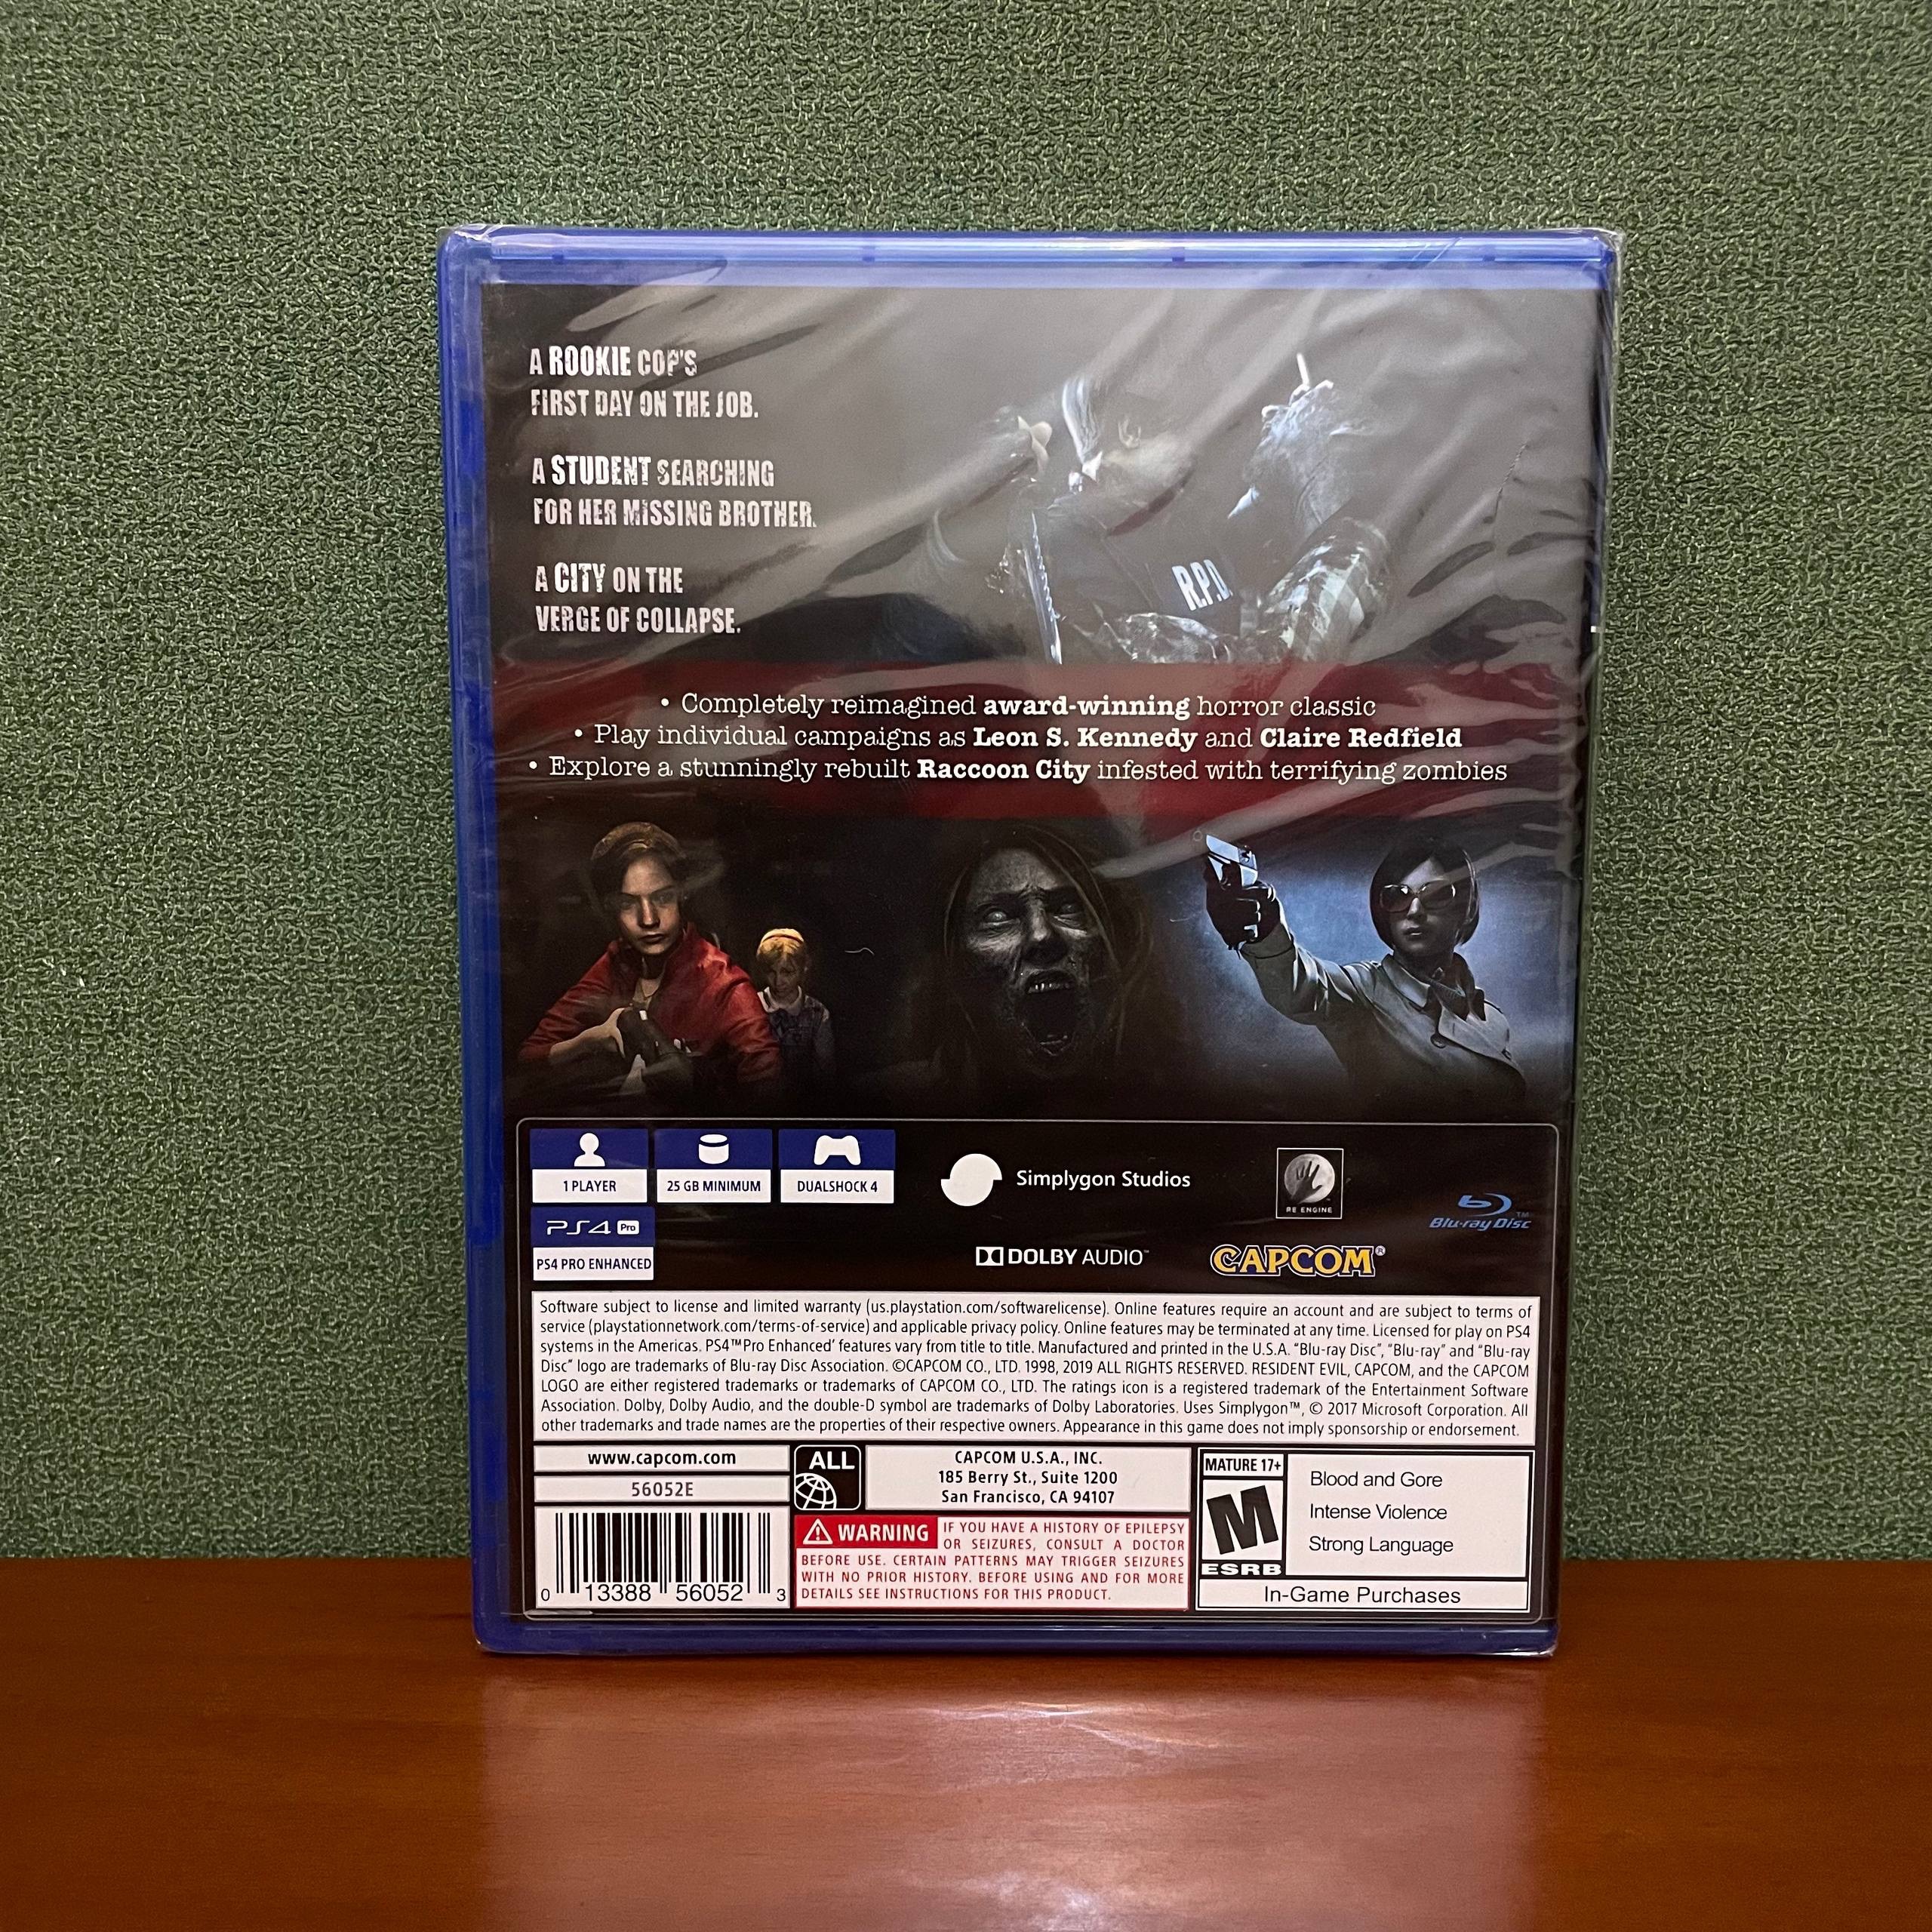 A ROOKIE COP'S
FIRST DAY ON THE JOB.
A STUDENT SEARCHING
FOR HER MISSING BROTHER.
A CITY ON THE
VERGE OF COLLAPSE.
R.P.D.
• Completely reimagined award-winning horror classic
• Play individual campaigns as Leon S. Kennedy and Claire Redfield
• Explore a stunningly rebuilt Raccoon City infested with terrifying zombies
1 PLAYER
25 GB MINIMUM
DUALSHOCK 4
PS4 Pro
PS4 PRO ENHANCED
Simplygon Studios
RE ENGINE
Blu-ray Disc™
DOLBY AUDIO™
CAPCOM®
Software subject to license and limited warranty (us.playstation.com/softwarelicense). Online features require an account and are subject to terms of
service (playstationnetwork.com/terms-of-service) and applicable privacy policy. Online features may be terminated at any time. Licensed for play on PS4
systems in the Americas. PS4™Pro Enhanced' features vary from title to title. Manufactured and printed in the U.S.A. "Blu-ray Disc", "Blu-ray" and "Blu-ray
Disc" logo are trademarks of Blu-ray Disc Association. ©CAPCOM CO., LTD. 1998, 2019 ALL RIGHTS RESERVED. RESIDENT EVIL, CAPCOM, and the CAPCOM
LOGO are either registered trademarks or trademarks of CAPCOM CO., LTD. The ratings icon is a registered trademark of the Entertainment Software
Association. Dolby, Dolby Audio, and the double-D symbol are trademarks of Dolby Laboratories. Uses Simplygon™, © 2017 Microsoft Corporation. All
other trademarks and trade names are the properties of their respective owners. Appearance in this game does not imply sponsorship or endorsement.
www.capcom.com
56052E
0 13388 56052 3
ALL
CAPCOM U.S.A., INC.
185 Berry St., Suite 1200
San Francisco, CA 94107
WARNING IF YOU HAVE A HISTORY OF EPILEPSY
OR SEIZURES, CONSULT A DOCTOR
BEFORE USE. CERTAIN PATTERNS MAY TRIGGER SEIZURES
WITH NO PRIOR HISTORY. BEFORE USING AND FOR MORE
DETAILS SEE INSTRUCTIONS FOR THIS PRODUCT.
MATURE 17+
M
ESRB
Blood and Gore
Intense Violence
Strong Language
In-Game Purchases